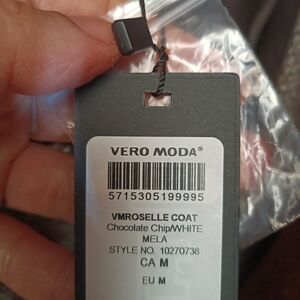 VERO MODA®
5715305199995
VMROSELLE COAT
Chocolate Chip/WHITE
MELA
STYLE NO. 10270738
CA M
EU M